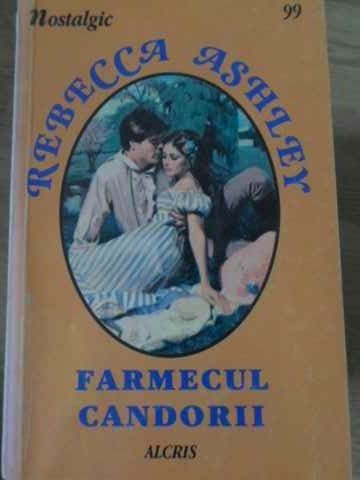 Nostalgic
99
REBECCA ASHLEY
FARMECUL
CANDORII
ALCRIS